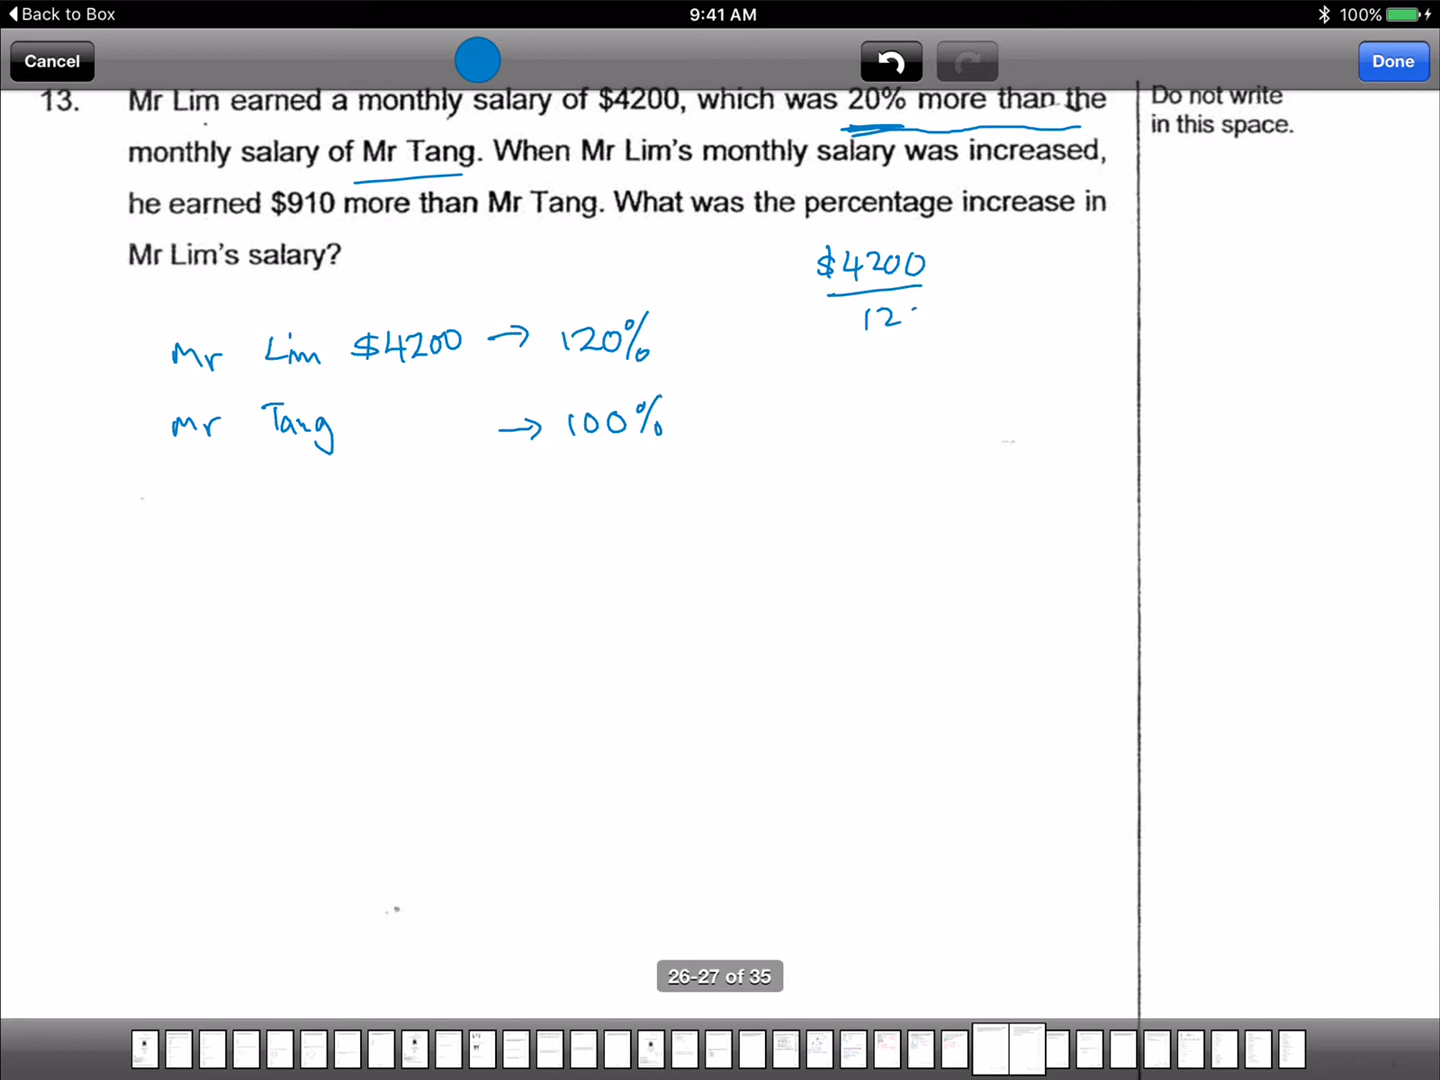 Back to Box
9:41 AM
100%
Cancel
Done
13. Mr Lim earned a monthly salary of $4200, which was 20% more than the
monthly salary of Mr Tang. When Mr Lim's monthly salary was increased,
he earned $910 more than Mr Tang. What was the percentage increase in
Mr Lim's salary?
Do not write
in this space.
$4200
12
Mr Lim $4200 → 120%
Mr Tang → 100%
26-27 of 35